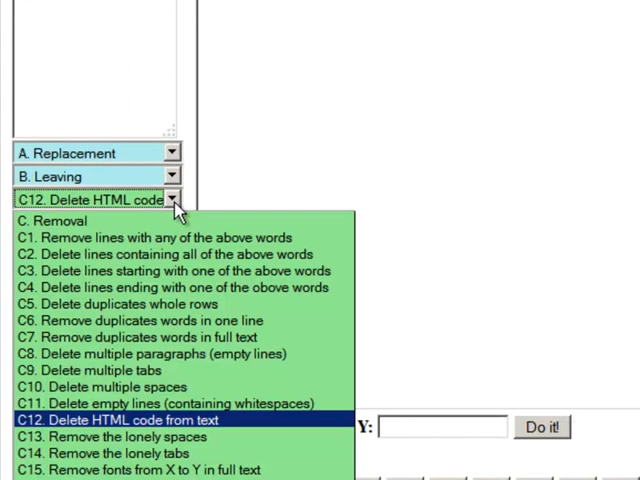 A. Replacement
B. Leaving
C12. Delete HTML code
C. Removal
C1. Remove lines with any of the above words
C2. Delete lines containing all of the above words
C3. Delete lines starting with one of the above words
C4. Delete lines ending with one of the obove words
C5. Delete duplicates whole rows
C6. Remove duplicates words in one line
C7. Remove duplicates words in full text
C8. Delete multiple paragraphs (empty lines)
C9. Delete multiple tabs
C10. Delete multiple spaces
C11. Delete empty lines (containing whitespaces)
C12. Delete HTML code from text
Y: Do it!
C13. Remove the lonely spaces
C14. Remove the lonely tabs
C15. Remove fonts from X to Y in full text